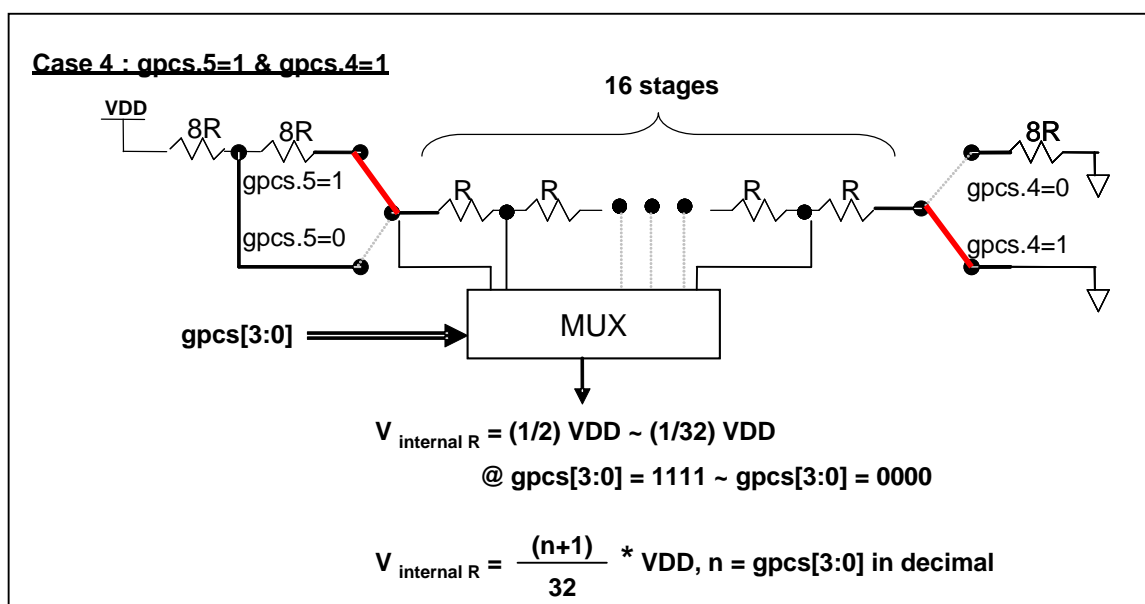 Case 4 : gpcs.5=1 & gpcs.4=1
16 stages
VDD
8R
8R
8R
gpcs.5=1
gpcs.4=0
R
R
R
R
gpcs.5=0
gpcs.4=1
MUX
gpcs[3:0]
V internal R = (1/2) VDD ~ (1/32) VDD
@ gpcs[3:0] = 1111 ~ gpcs[3:0] = 0000
V internal R = (n+1) / 32 * VDD, n = gpcs[3:0] in decimal